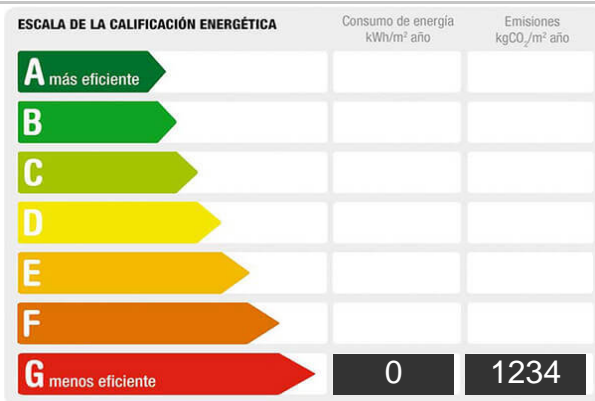 ESCALA DE LA CALIFICACIÓN ENERGÉTICA
Consumo de energía
kWh/m² año
Emisiones
kgCO₂/m² año
A más eficiente
B
C
D
E
F
G menos eficiente
0
1234